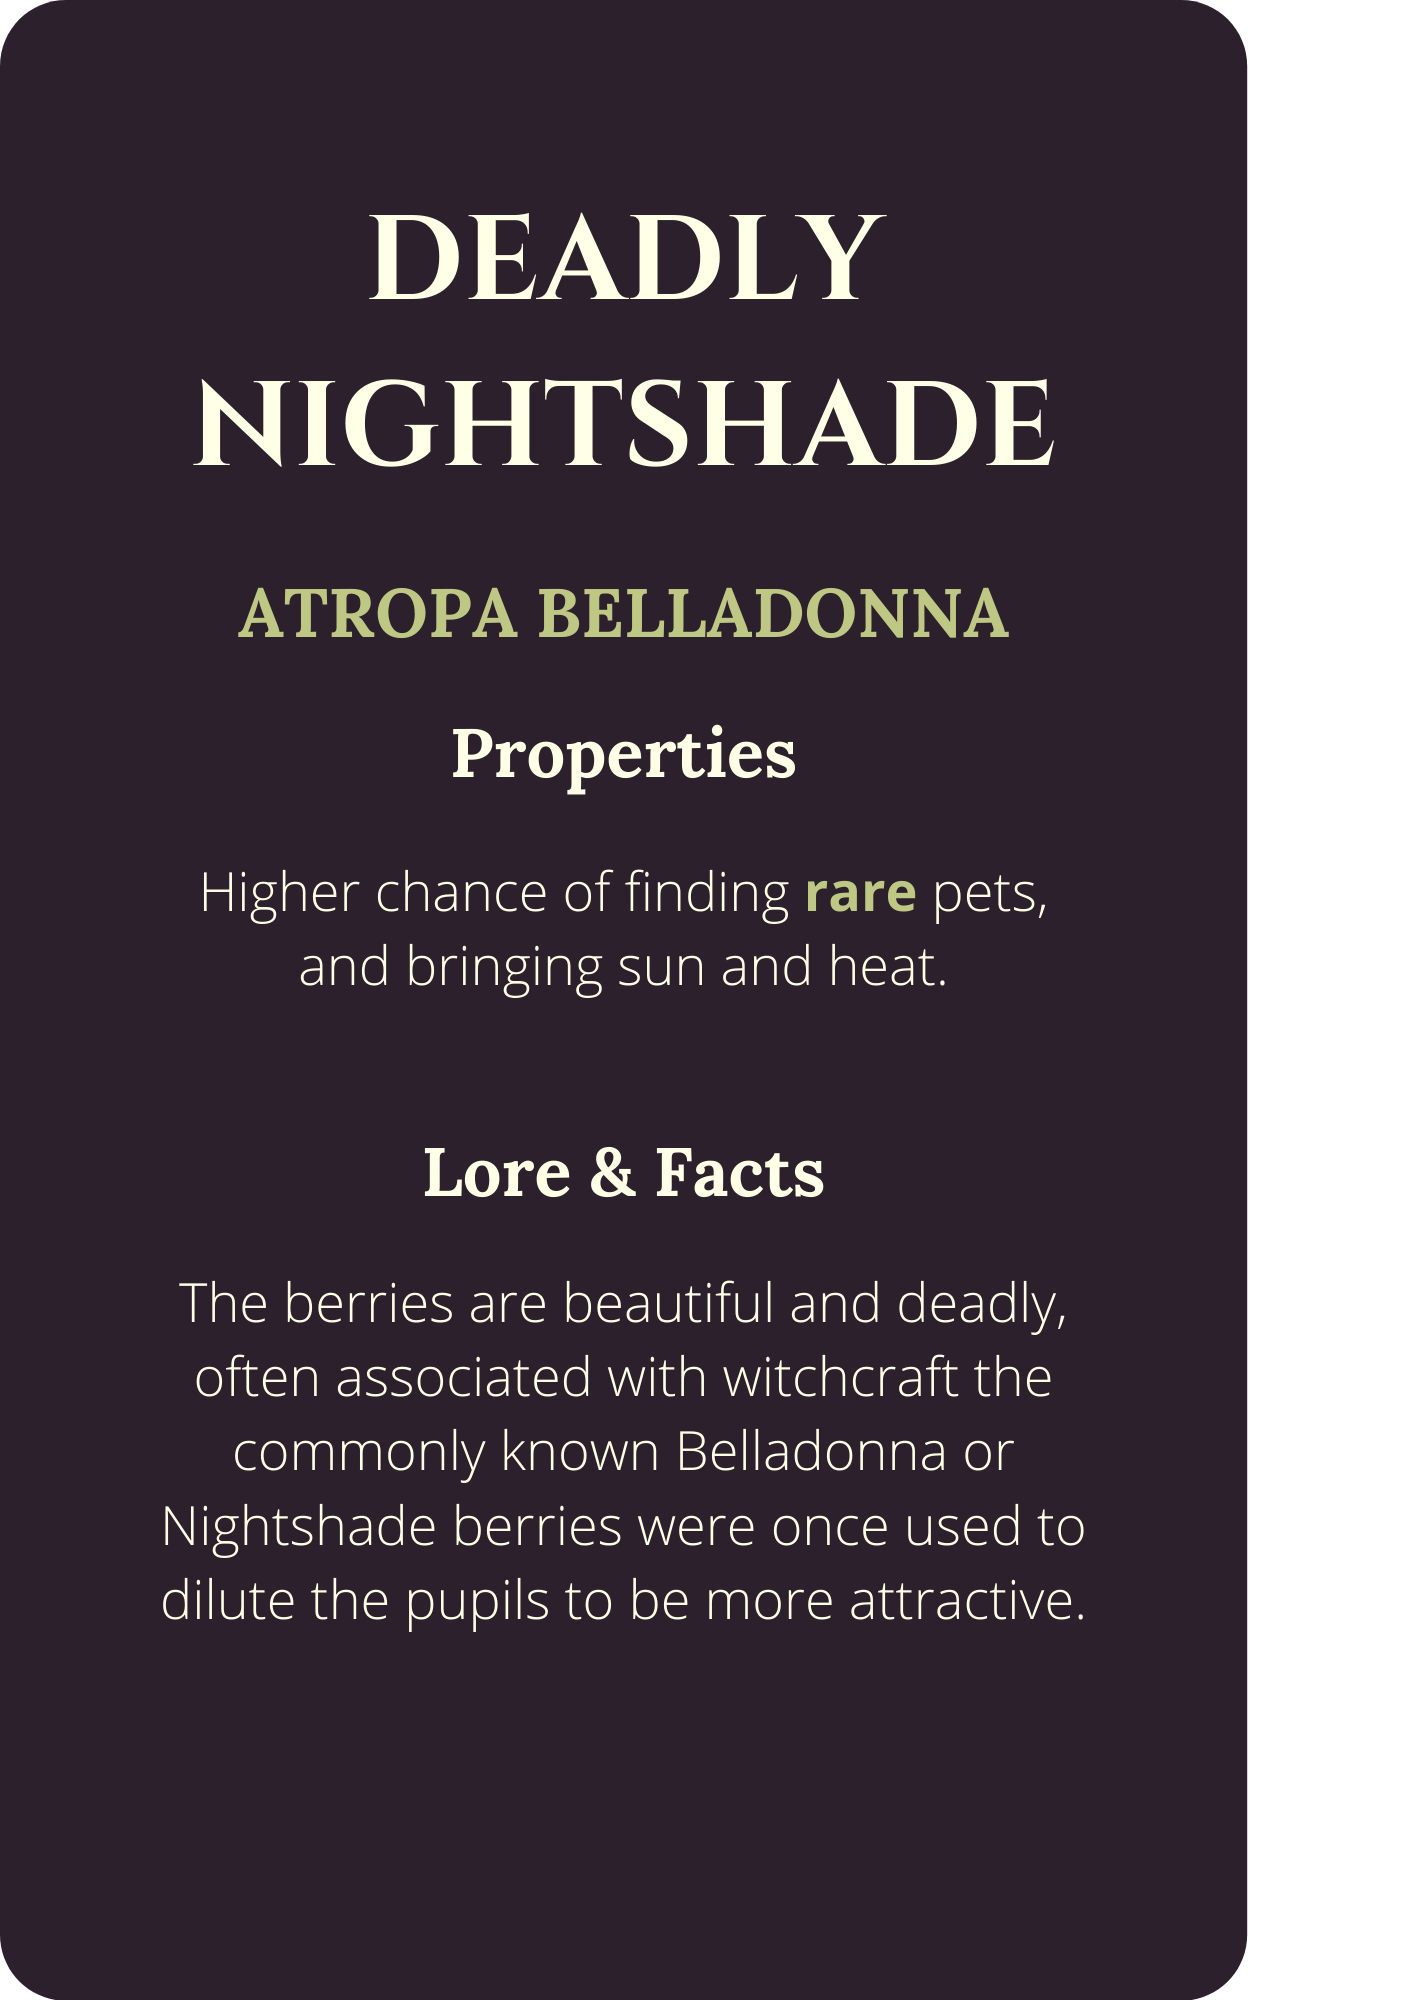 DEADLY
NIGHTSHADE
ATROPA BELLADONNA
Properties
Higher chance of finding rare pets,
and bringing sun and heat.
Lore & Facts
The berries are beautiful and deadly,
often associated with witchcraft the
commonly known Belladonna or
Nightshade berries were once used to
dilute the pupils to be more attractive.